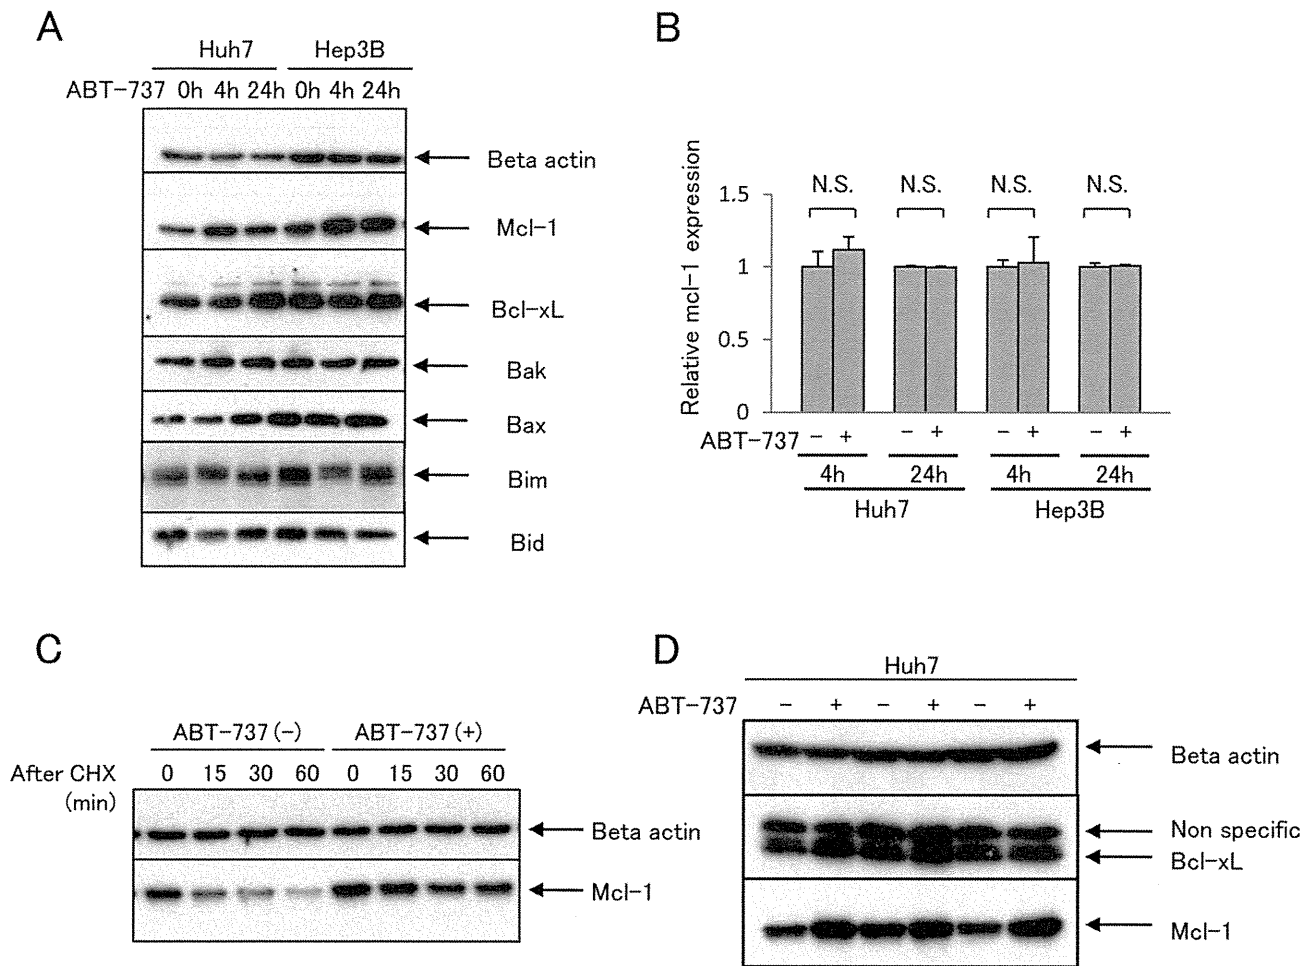 A
Huh7 Hep3B
ABT-737 0h 4h 24h 0h 4h 24h
Beta actin
Mcl-1
Bcl-xL
Bak
Bax
Bim
Bid
B
Relative mcl-1 expression
1.5
1
0.5
0
N.S. N.S. N.S. N.S.
ABT-737 - + - + - + - +
4h 24h 4h 24h
Huh7 Hep3B
C
ABT-737 (-) ABT-737 (+)
After CHX 0 15 30 60 0 15 30 60
(min)
Beta actin
Mcl-1
D
Huh7
ABT-737 - + - + - +
Beta actin
Non specific
Bcl-xL
Mcl-1